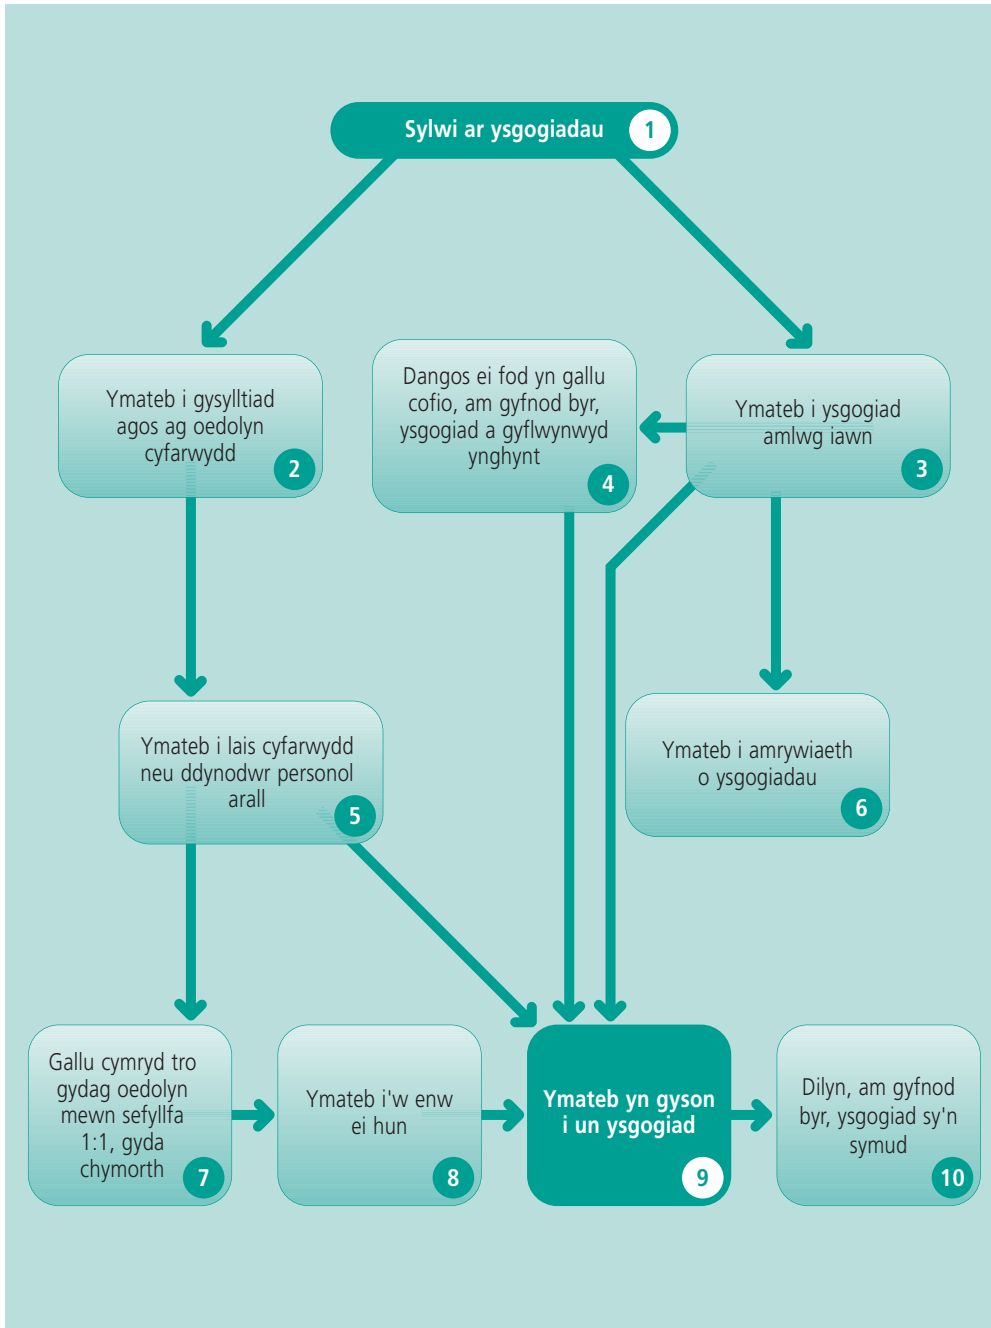 Sylwi ar ysgogiadau
1
Ymateb i gysylltiad
agos ag oedolyn
cyfarwydd
2
Dangos ei fod yn gallu
cofio, am gyfnod byr,
ysgogiad a gyflwynwyd
ynghynt
4
Ymateb i ysgogiad
amlwg iawn
3
Ymateb i lais cyfarwydd
neu ddynodwr personol
arall
5
Ymateb i amrywiaeth
o ysgogiadau
6
Gallu cymryd tro
gydag oedolyn
mewn sefyllfa
1:1, gyda
chymorth
7
Ymateb i'w enw
ei hun
8
Ymateb yn gyson
i un ysgogiad
9
Dilyn, am gyfnod
byr, ysgogiad sy'n
symud
10